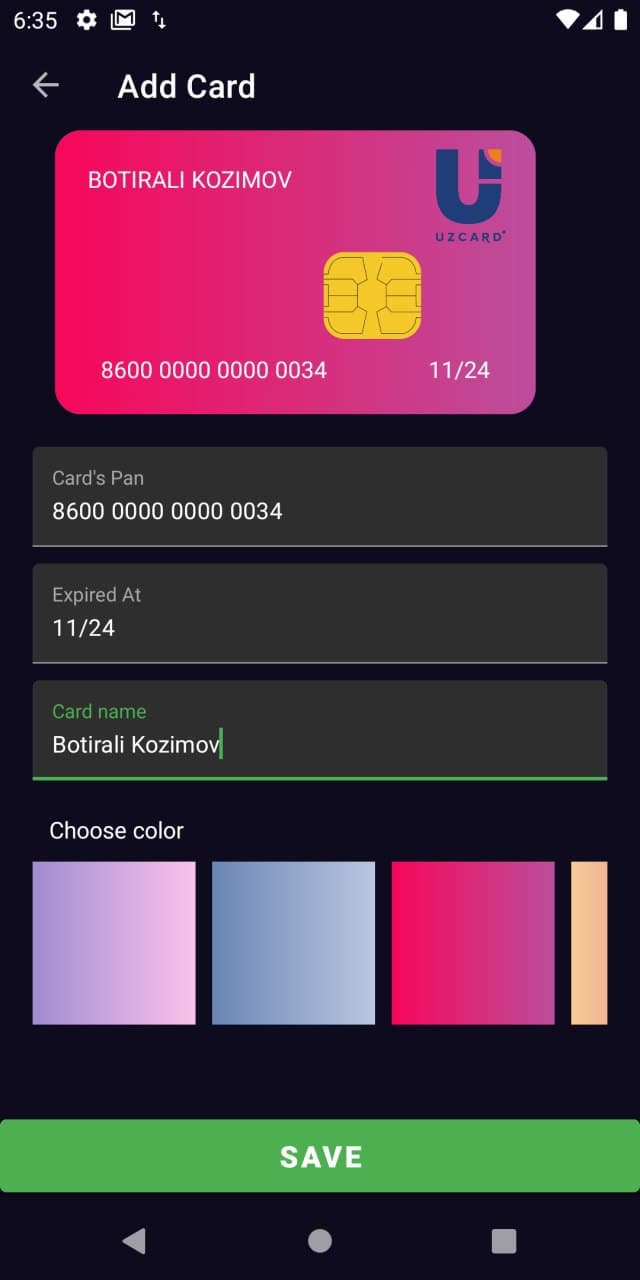 6:35
Add Card
BOTIRALI KOZIMOV
UZCARD
8600 0000 0000 0034 11/24
Card's Pan
8600 0000 0000 0034
Expired At
11/24
Card name
Botirali Kozimov
Choose color
SAVE